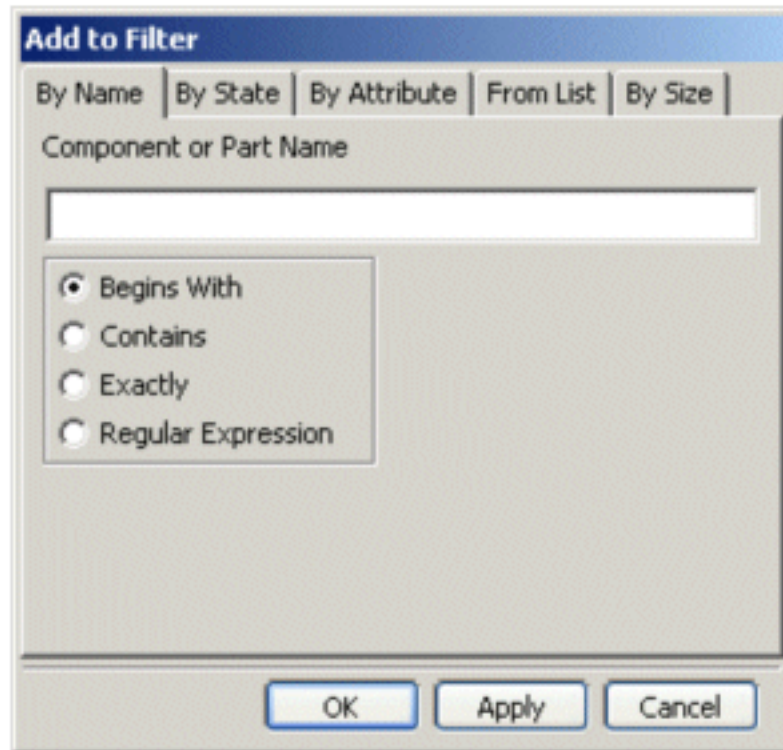 Add to Filter
By Name By State By Attribute From List By Size
Component or Part Name
Begins With
Contains
Exactly
Regular Expression
OK Apply Cancel